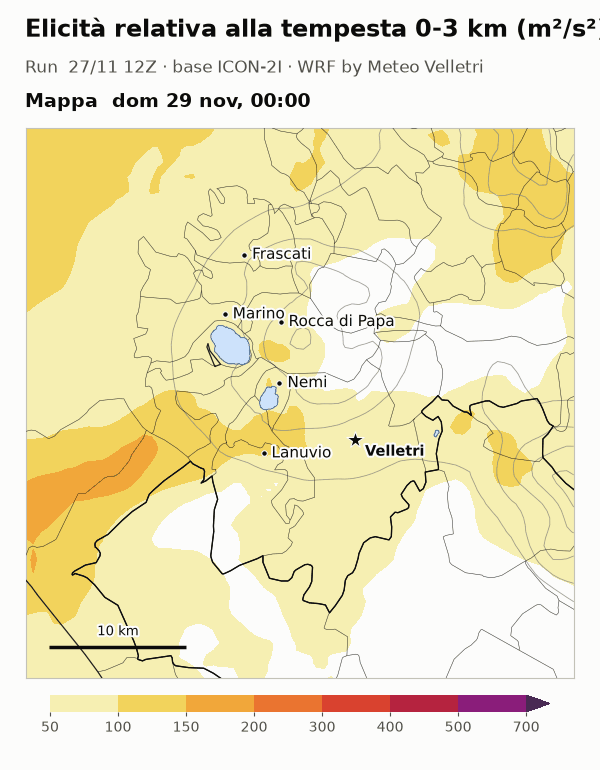 Elicità relativa alla tempesta 0-3 km (m²/s²)
Run 27/11 12Z · base ICON-2I · WRF by Meteo Velletri
Mappa dom 29 nov, 00:00
Frascati
Marino
Rocca di Papa
Nemi
Velletri
Lanuvio
10 km
50 100 150 200 300 400 500 700